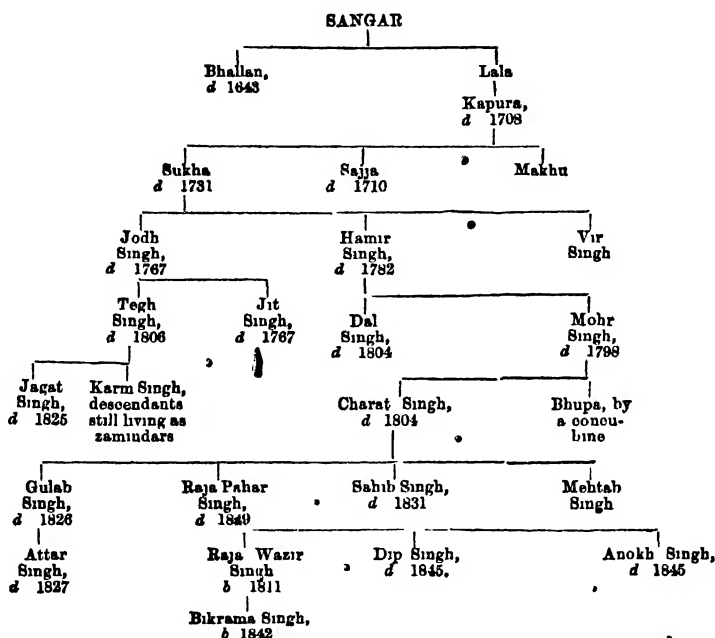 SANGAR
Bhallan,
d 1643
Lala
Kapura,
d 1708
Sukha
d 1731
Sajja
d 1710
Makhu
Jodh
Singh,
d 1767
Hamir
Singh,
d 1782
Vir
Singh
Tegh
Singh,
d 1806
Jit
Singh,
d 1767
Dal
Singh,
d 1804
Mohr
Singh,
d 1798
Jagat
Singh,
d 1825
Karm Singh,
descendants
still living as
zamindars
Charat Singh,
d 1804
Bhupa, by
a concu-
bine
Gulab
Singh,
d 1826
Raja Pahar
Singh,
d 1849
Sahib Singh,
d 1831
Mehtab
Singh
Attar
Singh,
d 1827
Raja Wazir
Singh
b 1811
Dip Singh,
d 1845.
Anokh Singh,
d 1845
Bikrama Singh,
b 1842